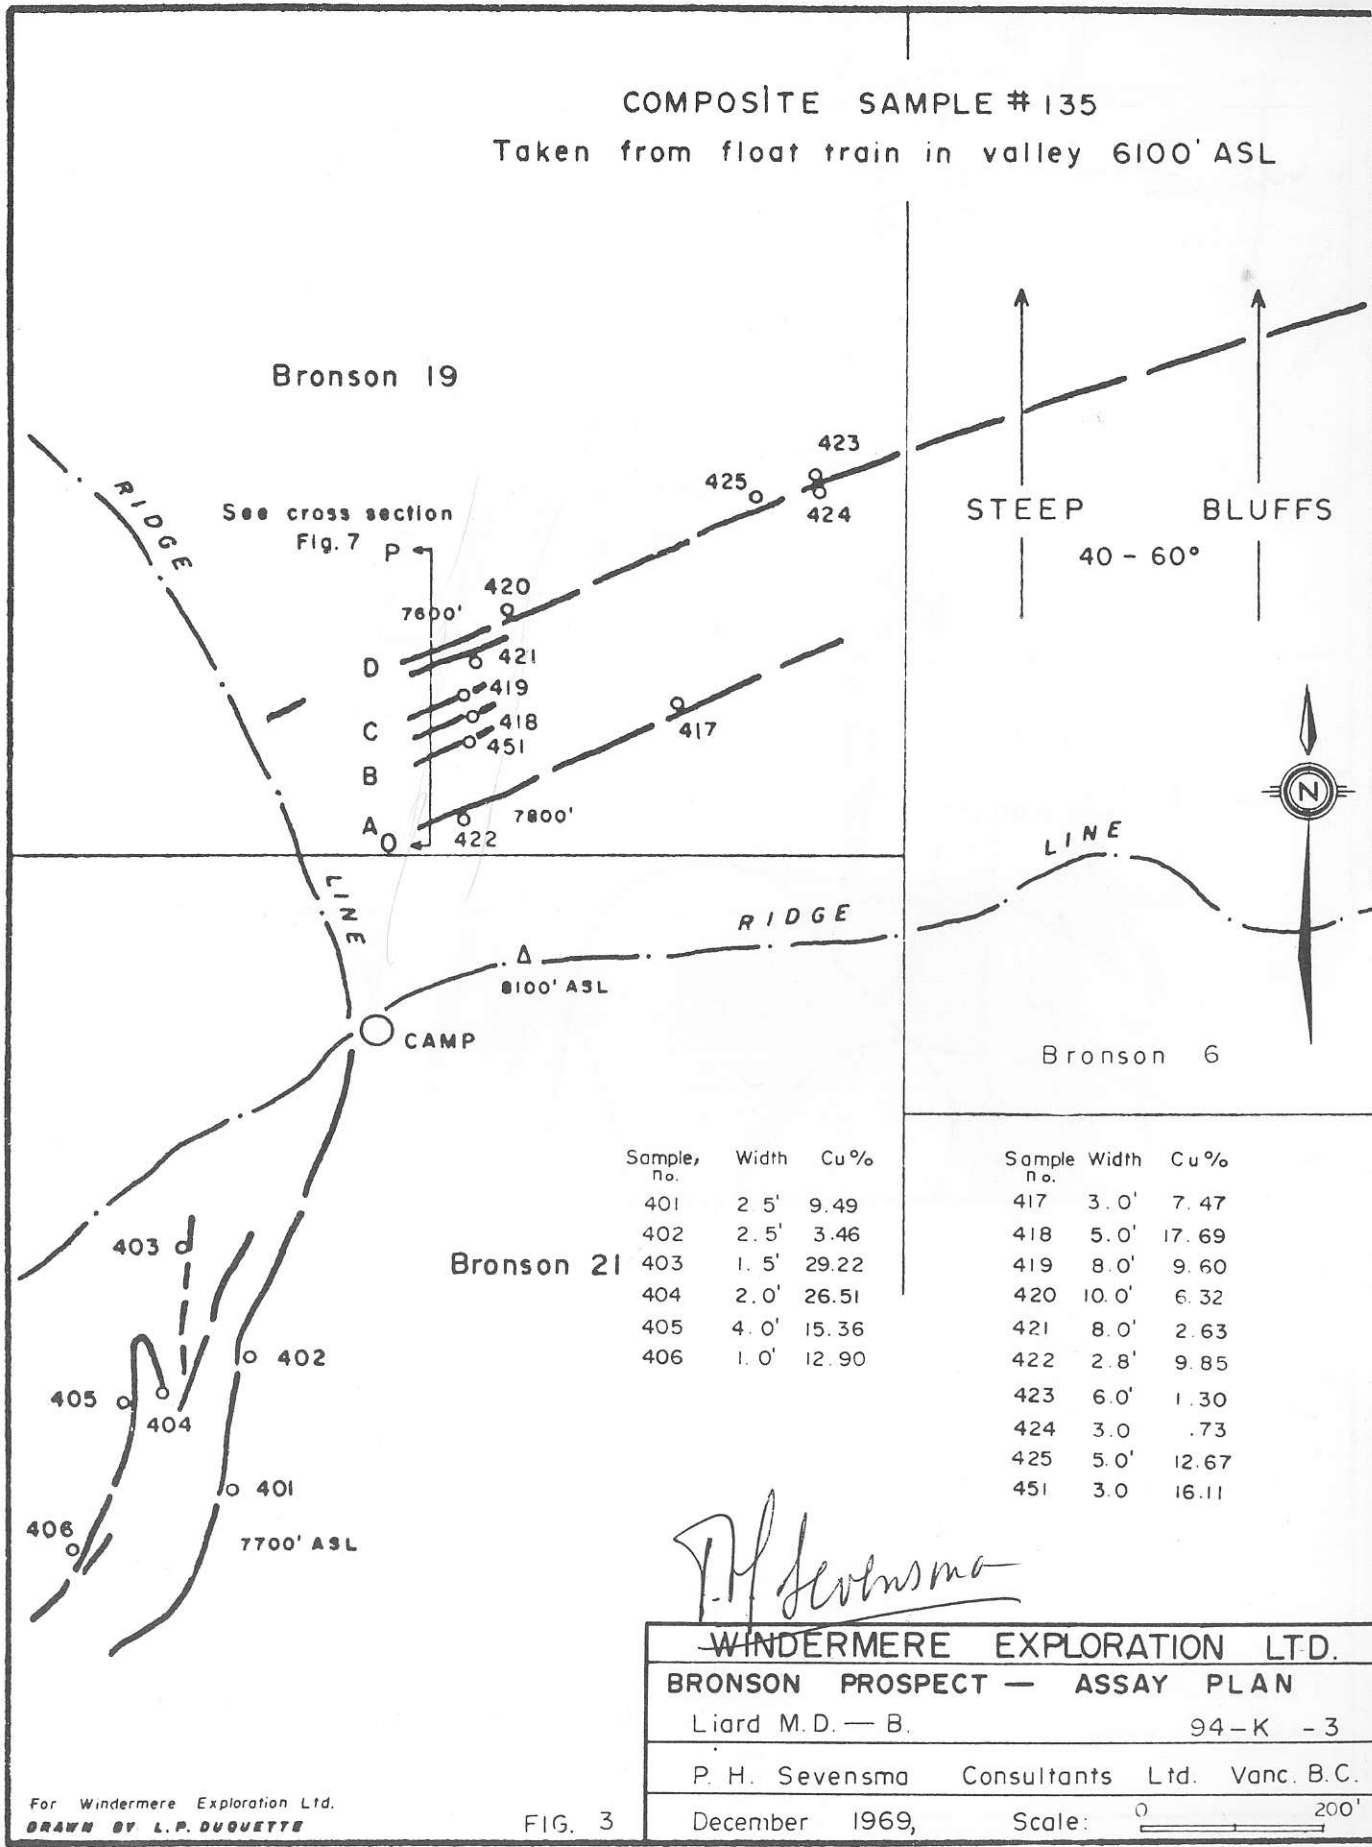 COMPOSITE SAMPLE # 135
Taken from float train in valley 6100' ASL
Bronson 19
RIDGE
See cross section
Fig. 7
P
423
425
424
STEEP BLUFFS
40 - 60°
420
7600'
D
421
419
C
418
451
B
417
A
7800'
422
Q
LINE
LINE
RIDGE
N
Δ
8100' ASL
CAMP
Bronson 6
Sample, no. Width Cu%
401 2.5' 9.49
402 2.5' 3.46
403 1.5' 29.22
404 2.0' 26.51
405 4.0' 15.36
406 1.0' 12.90
Sample no. Width Cu%
417 3.0' 7.47
418 5.0' 17.69
419 8.0' 9.60
420 10.0' 6.32
421 8.0' 2.63
422 2.8' 9.85
423 6.0' 1.30
424 3.0 .73
425 5.0' 12.67
451 3.0 16.11
Bronson 21
403
402
405
404
401
406
7700' ASL
P.H. Sevensma
WINDERMERE EXPLORATION LTD.
BRONSON PROSPECT — ASSAY PLAN
Liard M.D. — B. 94-K -3
P. H. Sevensma Consultants Ltd. Vanc. B.C.
December 1969, Scale: 0 200'
For Windermere Exploration Ltd.
DRAWN BY L.P. DUQUETTE
FIG. 3